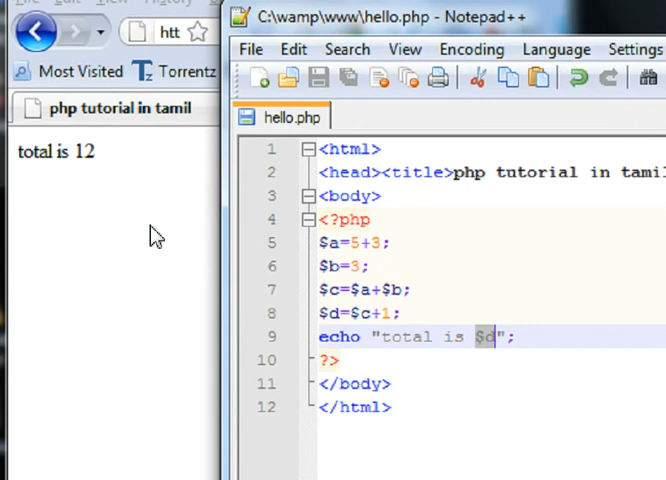 C:\wamp\www\hello.php - Notepad++
File Edit Search View Encoding Language Settings
htt
Most Visited Torrentz
php tutorial in tamil
total is 12
hello.php
1 <html>
2 <head><title>php tutorial in tami
3 <body>
4 <?php
5 $a=5+3;
6 $b=3;
7 $c=$a+$b;
8 $d=$c+1;
9 echo "total is $d";
10 ?>
11 </body>
12 </html>